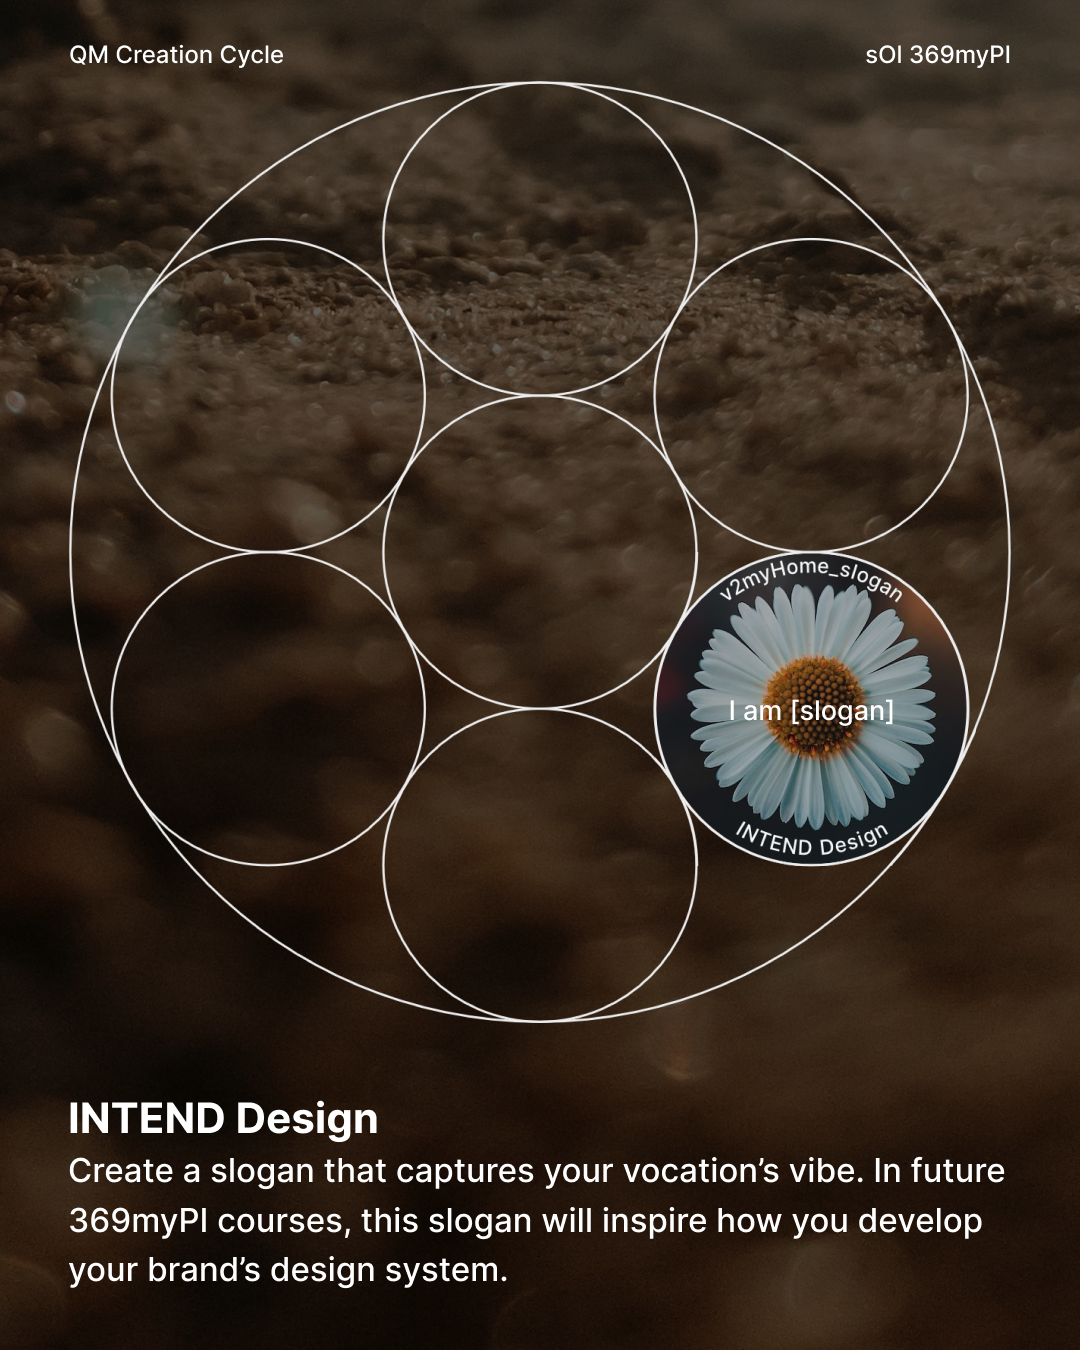 QM Creation Cycle
sOI 369myPI
v2myHome_slogan
I am [slogan]
INTEND Design
INTEND Design
Create a slogan that captures your vocation’s vibe. In future
369myPI courses, this slogan will inspire how you develop
your brand’s design system.